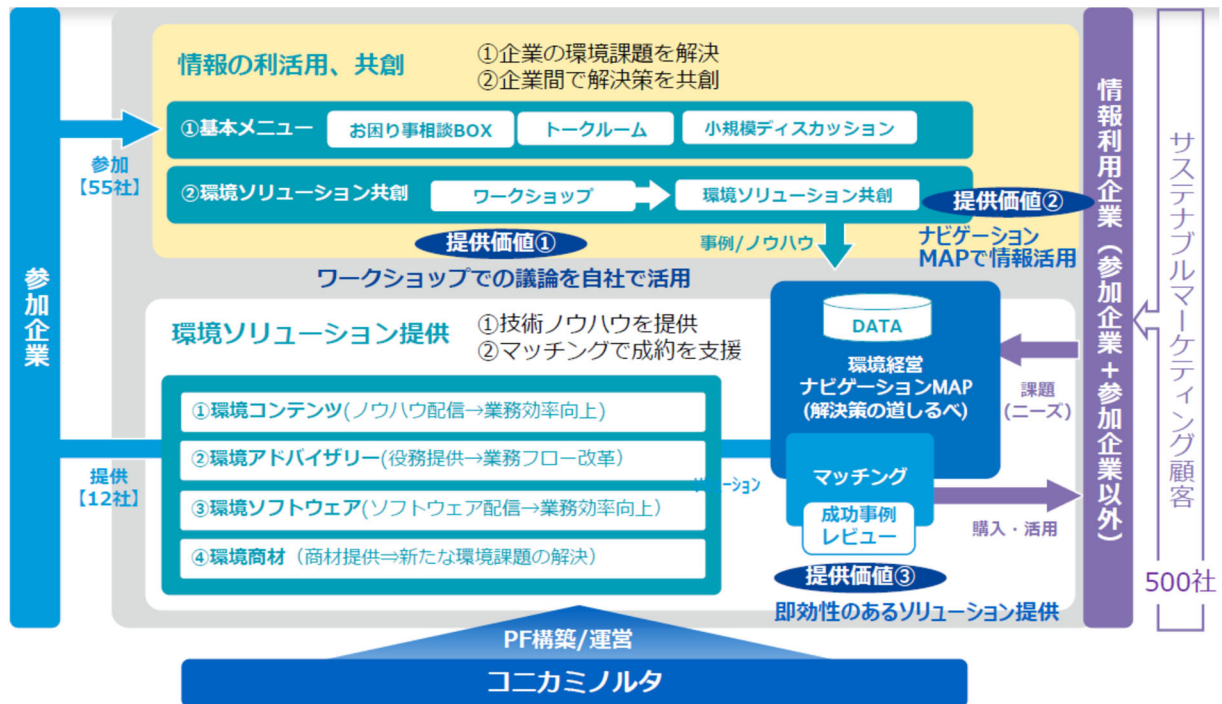 情報の利活用、共創
①企業の環境課題を解決
②企業間で解決策を共創
①基本メニュー
お困り事相談BOX
トークルーム
小規模ディスカッション
参加
【55社】
②環境ソリューション共創
ワークショップ
環境ソリューション共創
提供価値②
提供価値①
事例/ノウハウ
ナビゲーション
MAPで情報活用
ワークショップでの議論を自社で活用
参加企業
環境ソリューション提供
①技術ノウハウを提供
②マッチングで成約を支援
DATA
環境経営
ナビゲーションMAP
(解決策の道しるべ)
課題
(ニーズ)
①環境コンテンツ(ノウハウ配信→業務効率向上)
②環境アドバイザリー(役務提供→業務フロー改革)
③環境ソフトウェア(ソフトウェア配信→業務効率向上)
④環境商材（商材提供⇒新たな環境課題の解決）
提供
【12社】
マッチング
成功事例
レビュー
購入・活用
提供価値③
即効性のあるソリューション提供
情報利用企業（参加企業＋参加企業以外）
サステナブルマーケティング顧客
500社
PF構築/運営
コニカミノルタ